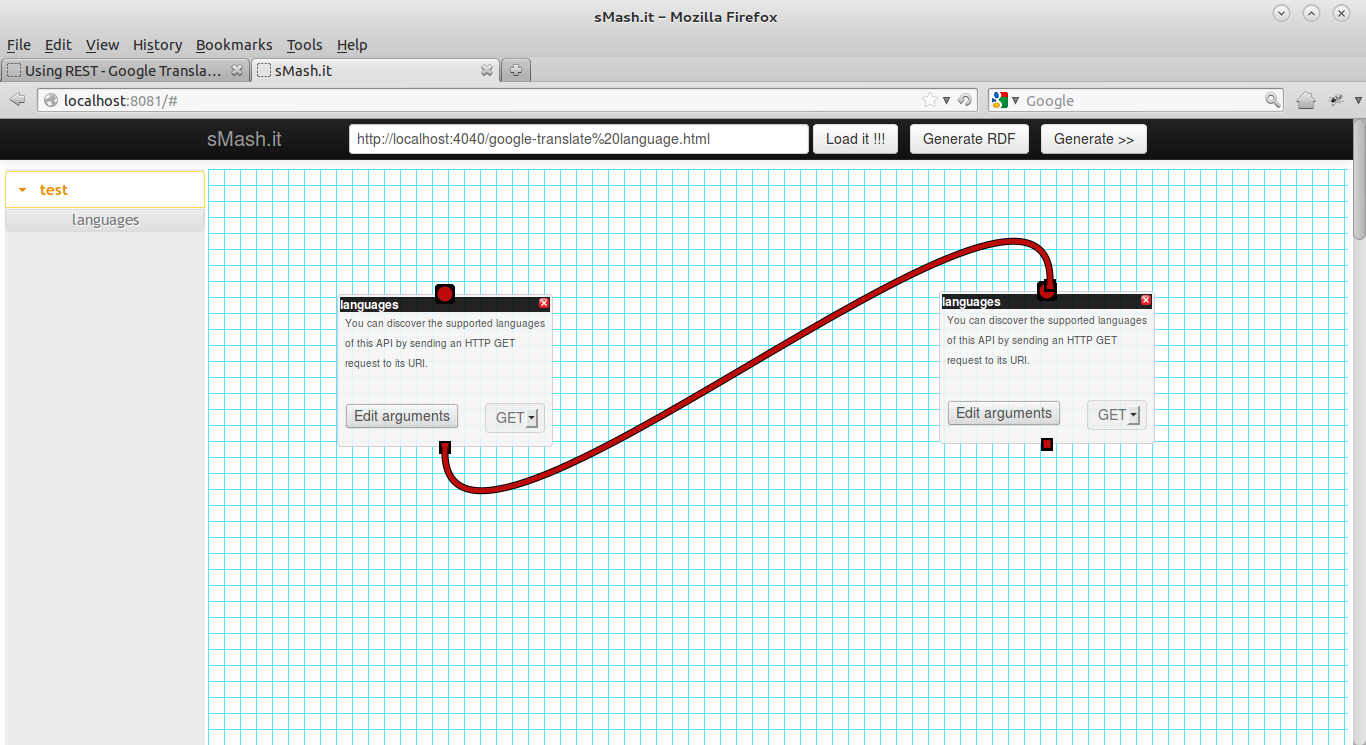 sMash.it - Mozilla Firefox
File Edit View History Bookmarks Tools Help
Using REST - Google Transla... sMash.it
localhost:8081/# Google
sMash.it http://localhost:4040/google-translate%20language.html Load it !!! Generate RDF Generate >>
test
languages
languages
You can discover the supported languages
of this API by sending an HTTP GET
request to its URI.
Edit arguments GET
languages
You can discover the supported languages
of this API by sending an HTTP GET
request to its URI.
Edit arguments GET